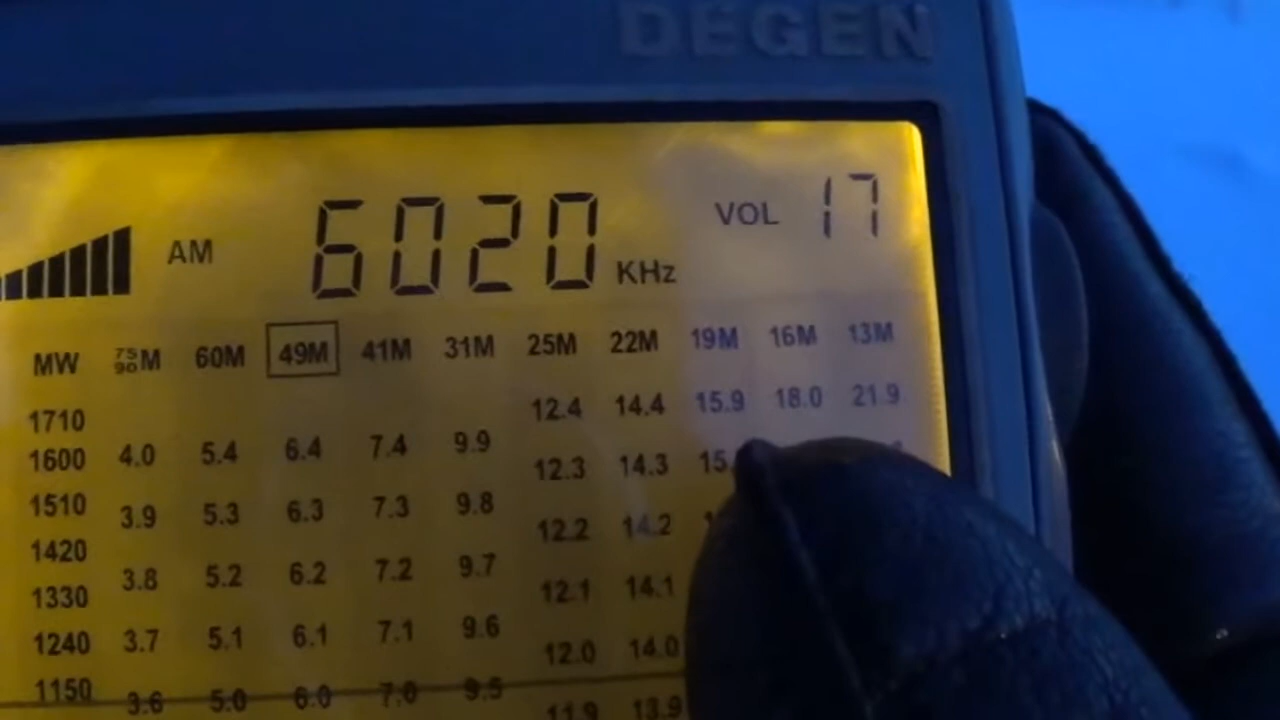 DEGEN
AM 6020 KHz VOL 17
MW 75 90 M 60M 49M 41M 31M 25M 22M 19M 16M 13M
1710 12.4 14.4 15.9 18.0 21.9
1600 4.0 5.4 6.4 7.4 9.9 12.3 14.3 15.
1510 3.9 5.3 6.3 7.3 9.8 12.2 14.2
1420
1330 3.8 5.2 6.2 7.2 9.7 12.1 14.1
1240 3.7 5.1 6.1 7.1 9.6 12.0 14.0
1150 3.6 5.0 6.0 7.0 9.5 11.9 13.9